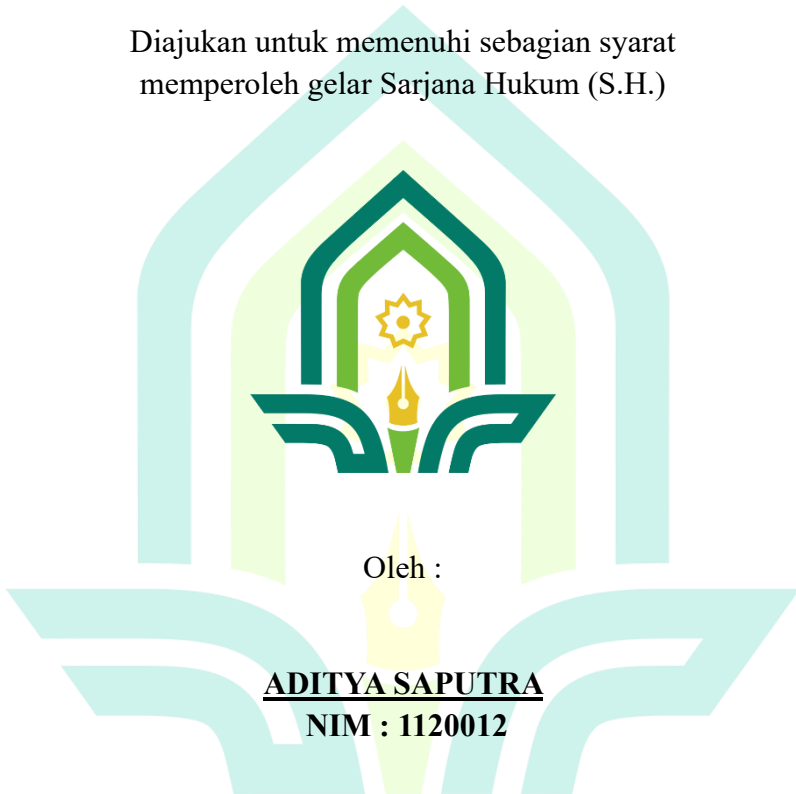 Diajukan untuk memenuhi sebagian syarat
memperoleh gelar Sarjana Hukum (S.H.)
Oleh :
ADITYA SAPUTRA
NIM : 1120012